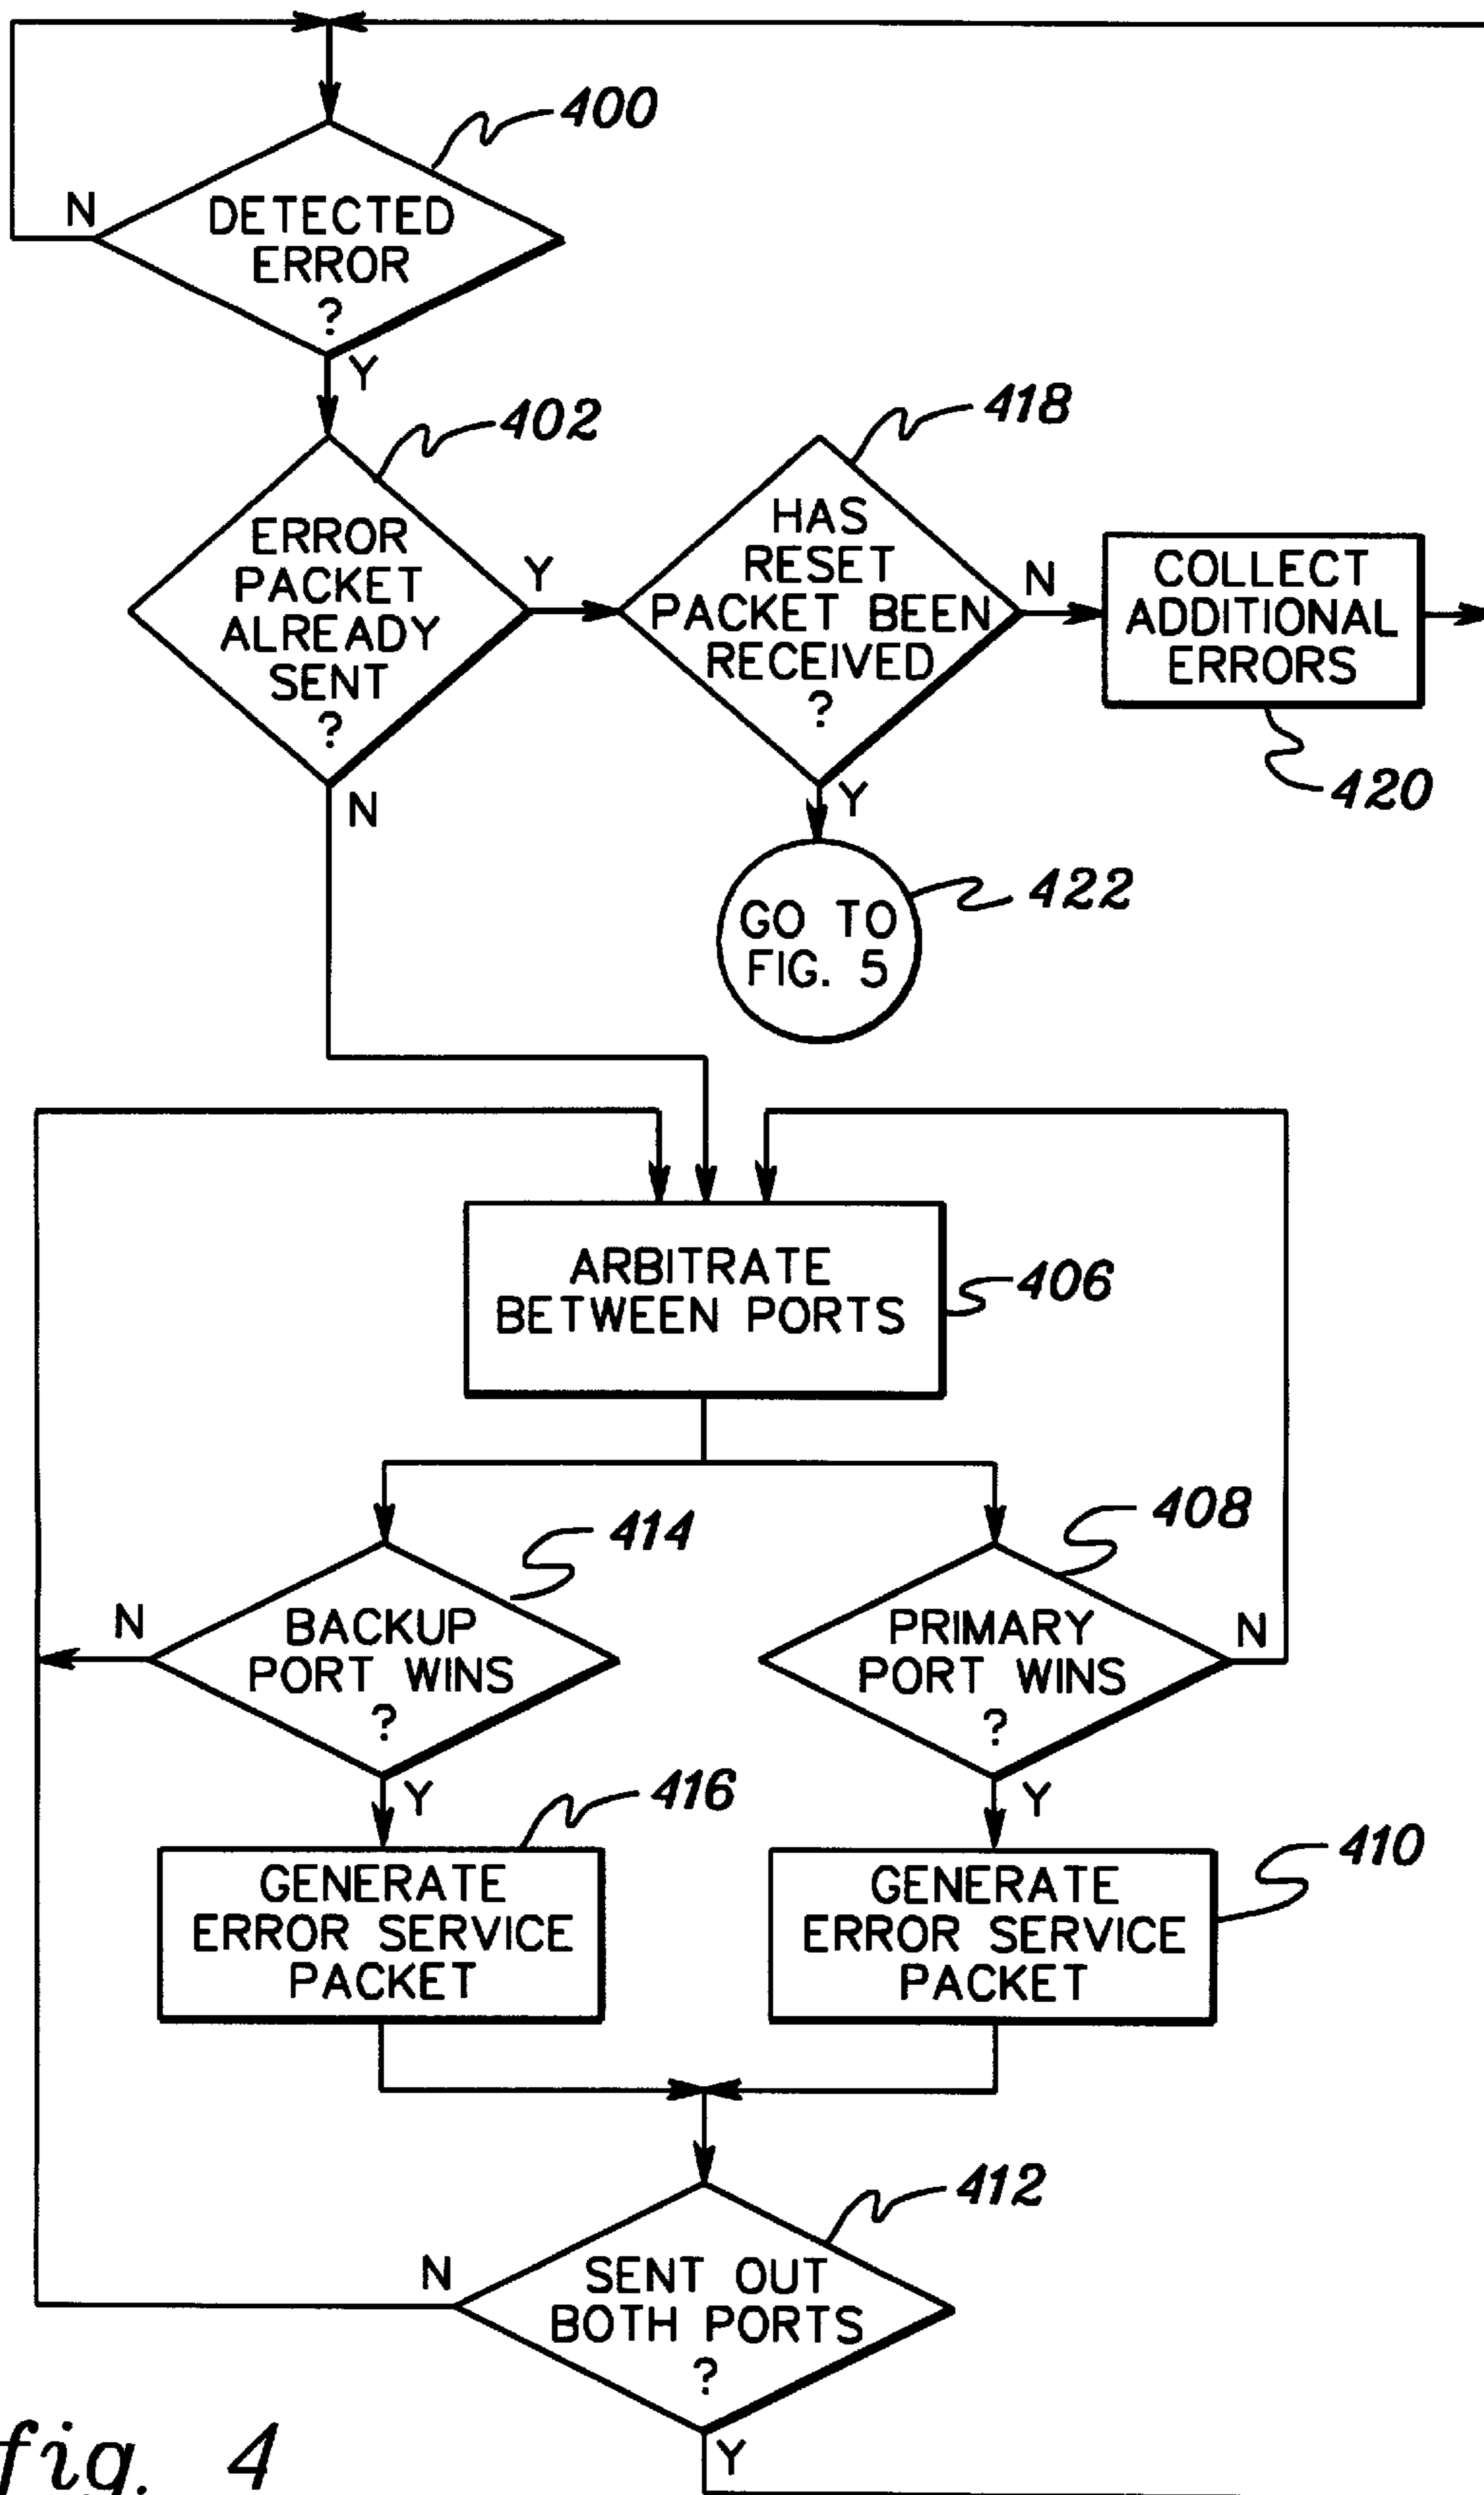 400
N
DETECTED
ERROR
?
Y
402
ERROR
PACKET
ALREADY
SENT
?
Y
N
418
HAS
RESET
PACKET BEEN
RECEIVED
?
N
Y
COLLECT
ADDITIONAL
ERRORS
420
GO TO
FIG. 5
422
ARBITRATE
BETWEEN PORTS
406
414
N
BACKUP
PORT WINS
?
Y
408
PRIMARY
PORT WINS
?
N
Y
416
GENERATE
ERROR SERVICE
PACKET
410
GENERATE
ERROR SERVICE
PACKET
412
N
SENT OUT
BOTH PORTS
?
Y
fig. 4